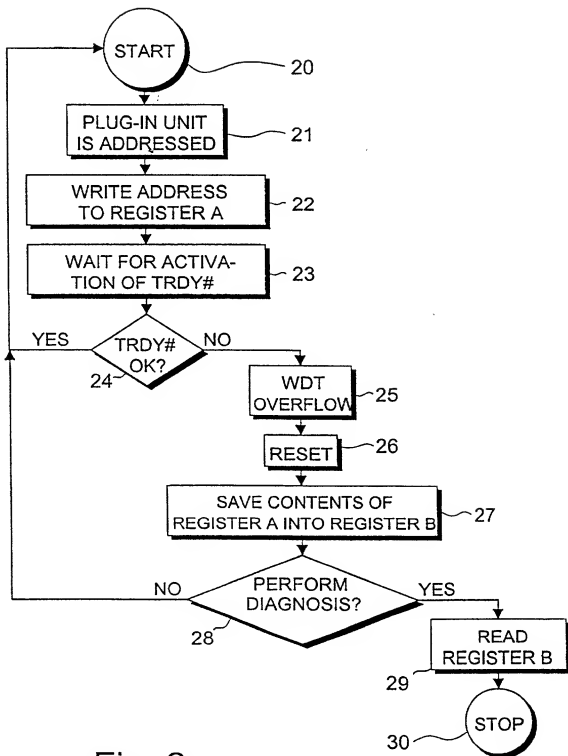 START
20
PLUG-IN UNIT
IS ADDRESSED
21
WRITE ADDRESS
TO REGISTER A
22
WAIT FOR ACTIVA-
TION OF TRDY#
23
YES
TRDY#
OK?
NO
24
WDT
OVERFLOW
25
RESET
26
SAVE CONTENTS OF
REGISTER A INTO REGISTER B
27
NO
PERFORM
DIAGNOSIS?
YES
28
READ
REGISTER B
29
STOP
30